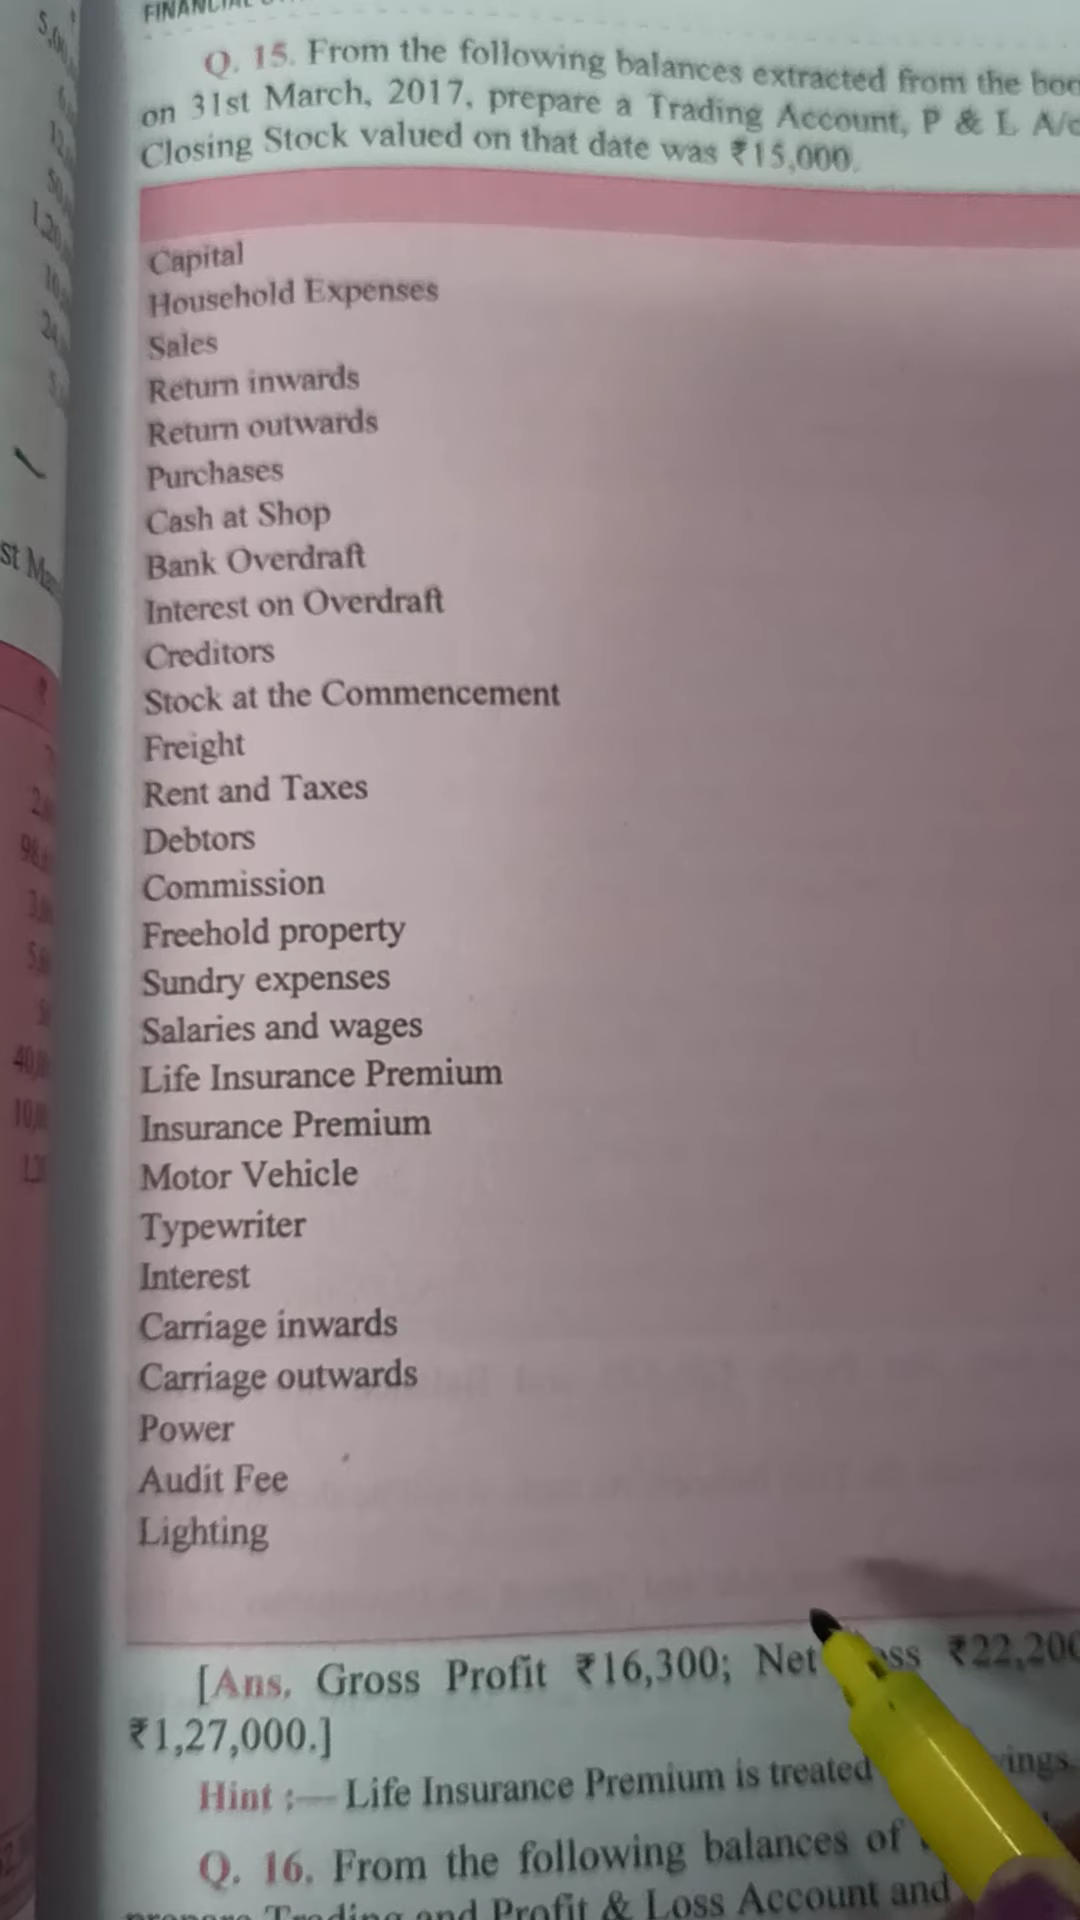 Q. 15. From the following balances extracted from the
on 31st March, 2017, prepare a Trading Account, P & L A/c
Closing Stock valued on that date was ₹15,000.
Capital
Household Expenses
Sales
Return inwards
Return outwards
Purchases
Cash at Shop
Bank Overdraft
Interest on Overdraft
Creditors
Stock at the Commencement
Freight
Rent and Taxes
Debtors
Commission
Freehold property
Sundry expenses
Salaries and wages
Life Insurance Premium
Insurance Premium
Motor Vehicle
Typewriter
Interest
Carriage inwards
Carriage outwards
Power
Audit Fee
Lighting
[Ans. Gross Profit ₹16,300; Net ₹22,200
₹1,27,000.]
Hint :— Life Insurance Premium is treated
Q. 16. From the following balances of
Trading and Profit & Loss Account and